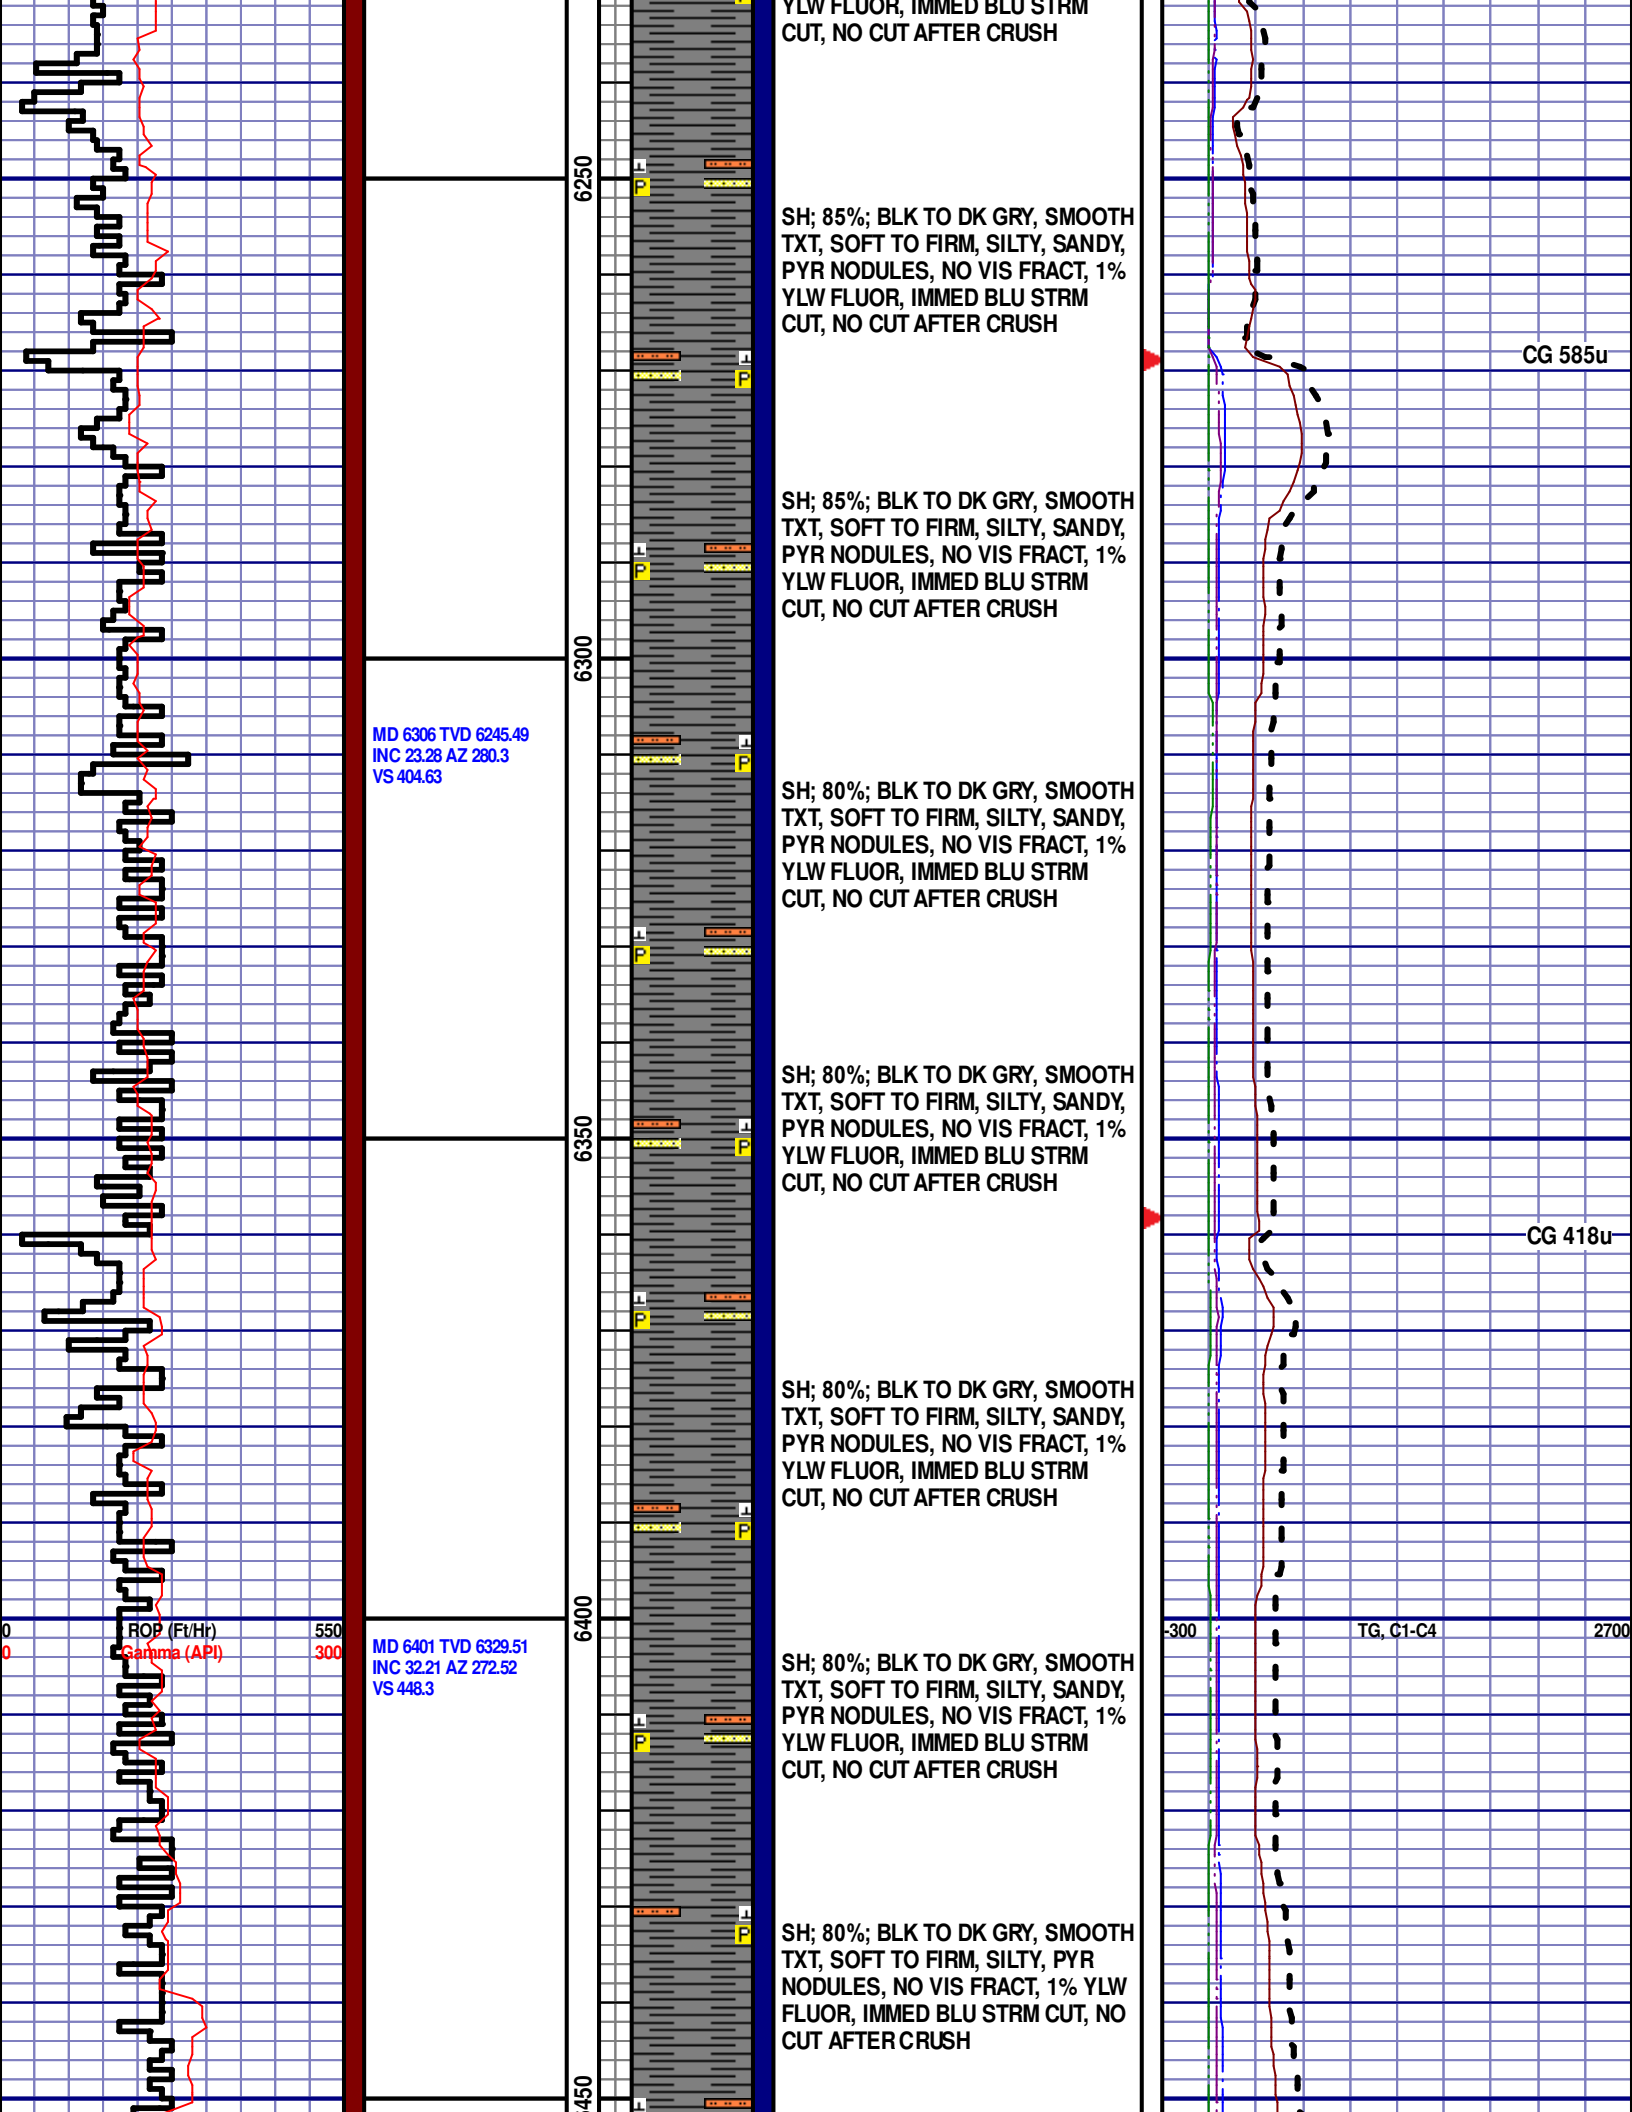 YLW FLUOR, IMMED BLU STRM
CUT, NO CUT AFTER CRUSH
6250
P
SH; 85%; BLK TO DK GRY, SMOOTH
TXT, SOFT TO FIRM, SILTY, SANDY,
PYR NODULES, NO VIS FRACT, 1%
YLW FLUOR, IMMED BLU STRM
CUT, NO CUT AFTER CRUSH
CG 585u
P
SH; 85%; BLK TO DK GRY, SMOOTH
TXT, SOFT TO FIRM, SILTY, SANDY,
PYR NODULES, NO VIS FRACT, 1%
YLW FLUOR, IMMED BLU STRM
CUT, NO CUT AFTER CRUSH
P
6300
MD 6306 TVD 6245.49
INC 23.28 AZ 280.3
VS 404.63
P
SH; 80%; BLK TO DK GRY, SMOOTH
TXT, SOFT TO FIRM, SILTY, SANDY,
PYR NODULES, NO VIS FRACT, 1%
YLW FLUOR, IMMED BLU STRM
CUT, NO CUT AFTER CRUSH
P
SH; 80%; BLK TO DK GRY, SMOOTH
TXT, SOFT TO FIRM, SILTY, SANDY,
PYR NODULES, NO VIS FRACT, 1%
YLW FLUOR, IMMED BLU STRM
CUT, NO CUT AFTER CRUSH
6350
P
CG 418u
P
SH; 80%; BLK TO DK GRY, SMOOTH
TXT, SOFT TO FIRM, SILTY, SANDY,
PYR NODULES, NO VIS FRACT, 1%
YLW FLUOR, IMMED BLU STRM
CUT, NO CUT AFTER CRUSH
P
6400
0 ROP (Ft/Hr) 550
0 Gamma (API) 300
MD 6401 TVD 6329.51
INC 32.21 AZ 272.52
VS 448.3
-300 TG, C1-C4 2700
SH; 80%; BLK TO DK GRY, SMOOTH
TXT, SOFT TO FIRM, SILTY, SANDY,
PYR NODULES, NO VIS FRACT, 1%
YLW FLUOR, IMMED BLU STRM
CUT, NO CUT AFTER CRUSH
P
P
SH; 80%; BLK TO DK GRY, SMOOTH
TXT, SOFT TO FIRM, SILTY, PYR
NODULES, NO VIS FRACT, 1% YLW
FLUOR, IMMED BLU STRM CUT, NO
CUT AFTER CRUSH